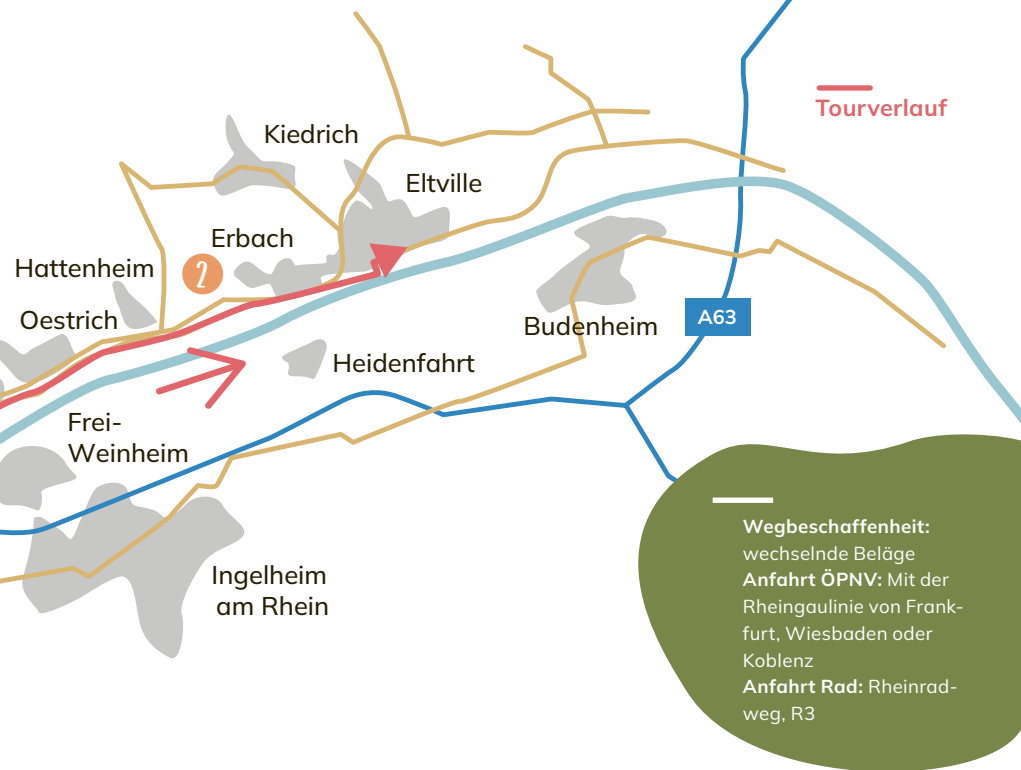 Tourverlauf
Kiedrich
Eltville
Erbach
Hattenheim
2
Oestrich
A63
Budenheim
Heidenfahrt
Frei-
Weinheim
Ingelheim
am Rhein
Wegbeschaffenheit:
wechselnde Beläge
Anfahrt ÖPNV: Mit der
Rheingaulinie von Frank-
furt, Wiesbaden oder
Koblenz
Anfahrt Rad: Rheinrad-
weg, R3